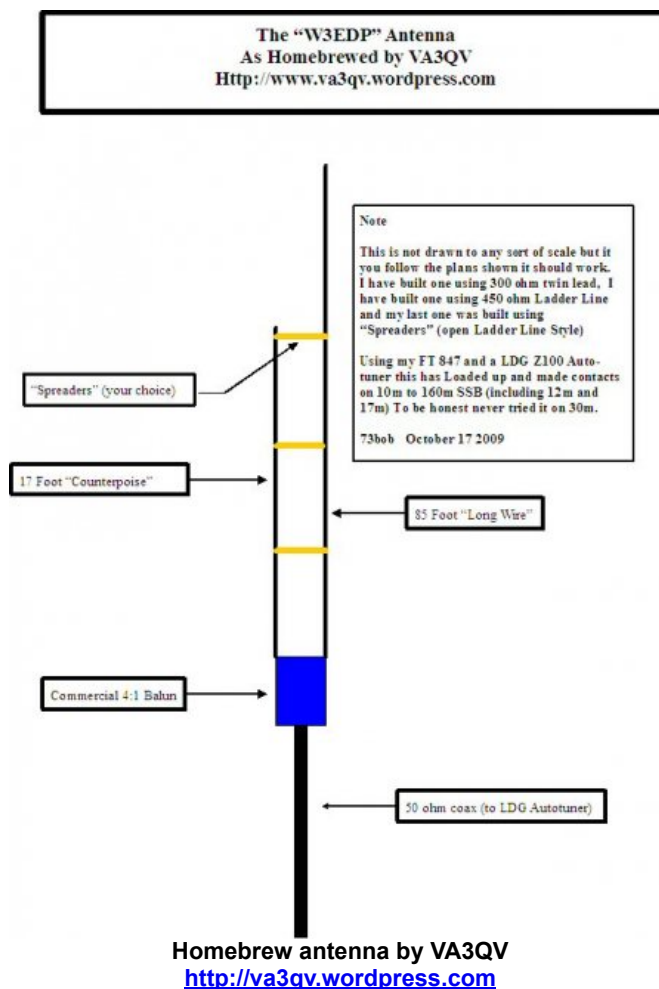 The “W3EDP” Antenna
As Homebrewed by VA3QV
Http://www.va3qv.wordpress.com
Note
This is not drawn to any sort of scale but it
you follow the plans shown it should work.
I have built one using 300 ohm twin lead, I
have built one using 450 ohm Ladder Line
and my last one was built using
“Spreaders” (open Ladder Line Style)
Using my FT 847 and a LDG Z100 Auto-
tuner this has Loaded up and made contacts
on 10m to 160m SSB (including 12m and
17m) To be honest never tried it on 30m.
73bob October 17 2009
“Spreaders” (your choice)
17 Foot “Counterpoise”
85 Foot “Long Wire”
Commercial 4:1 Balun
50 ohm coax (to LDG Autotuner)
Homebrew antenna by VA3QV
http://va3qv.wordpress.com